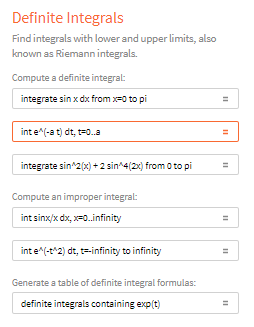 Definite Integrals
Find integrals with lower and upper limits, also
known as Riemann integrals.
Compute a definite integral:
integrate sin x dx from x=0 to pi =
int e^(-a t) dt, t=0..a =
integrate sin^2(x) + 2 sin^4(2x) from 0 to pi =
Compute an improper integral:
int sinx/x dx, x=0..infinity =
int e^(-t^2) dt, t=-infinity to infinity =
Generate a table of definite integral formulas:
definite integrals containing exp(t) =